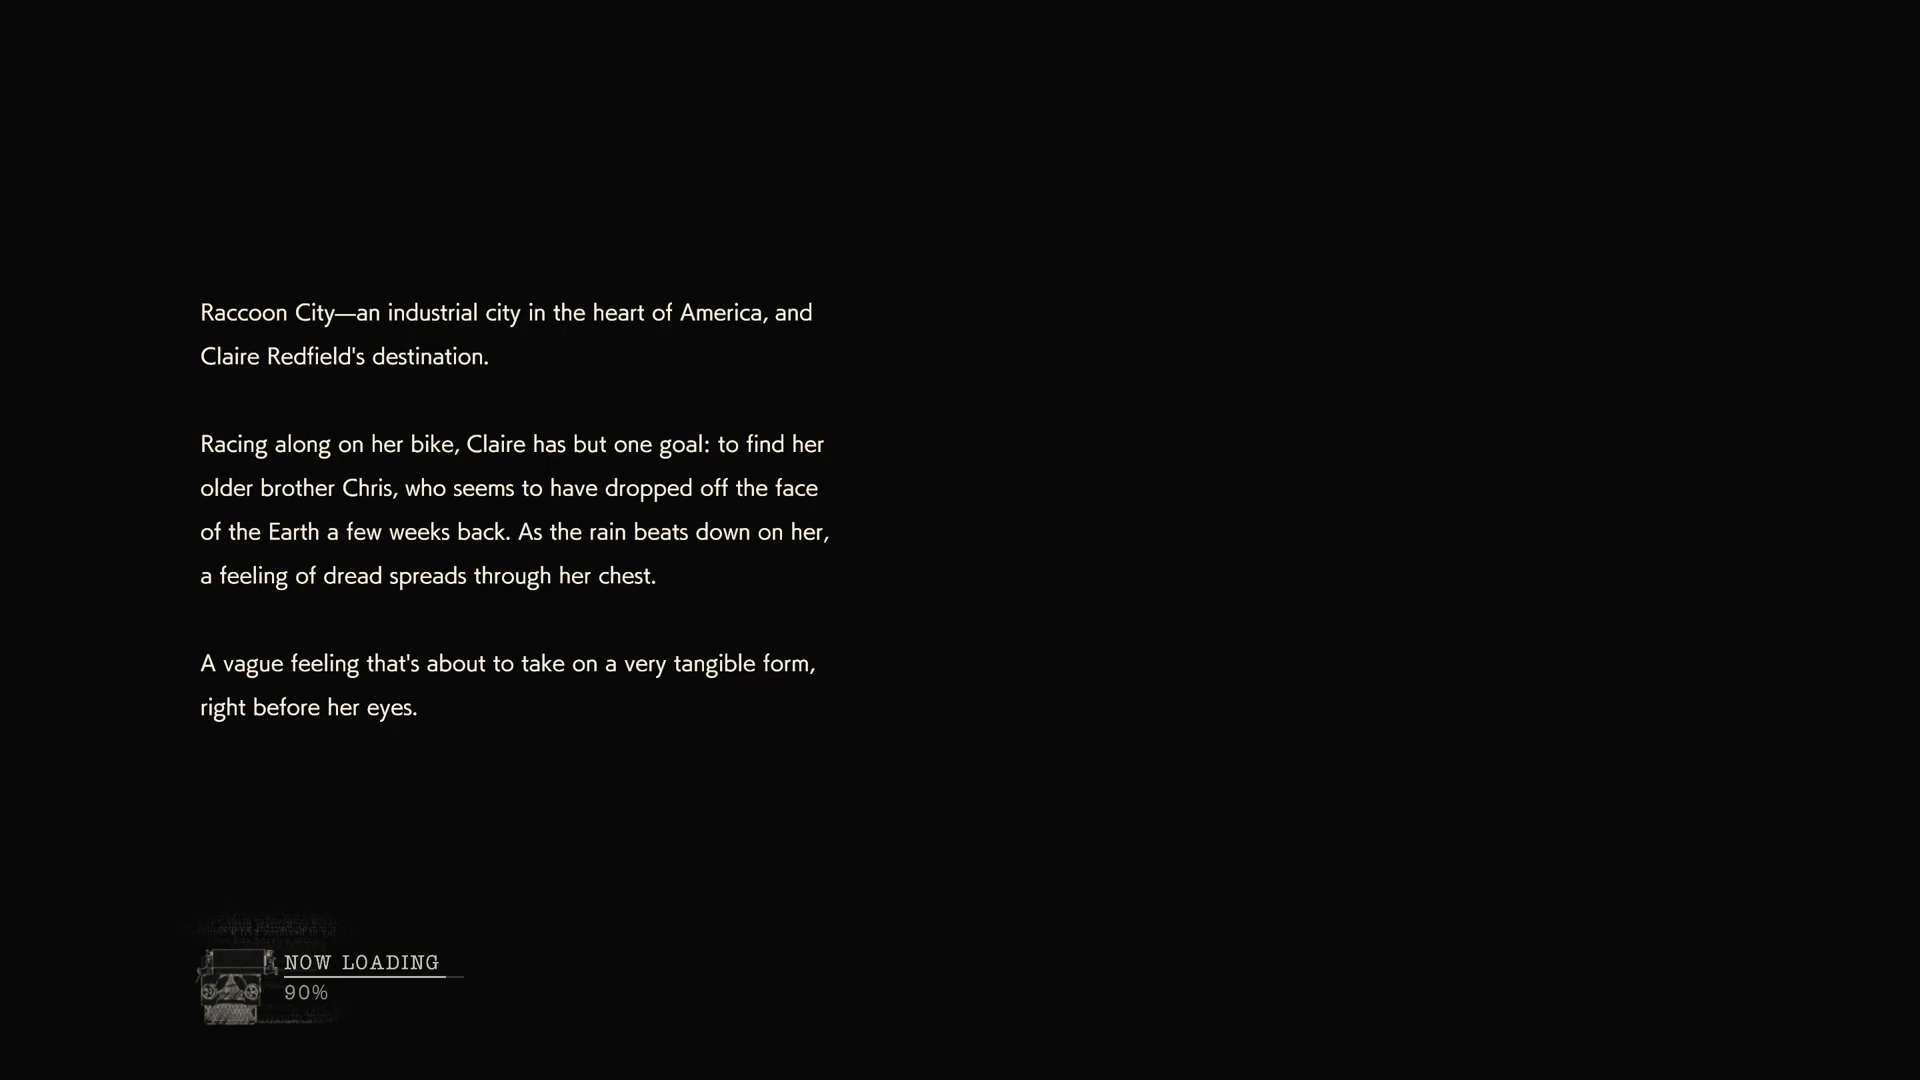 Raccoon City—an industrial city in the heart of America, and
Claire Redfield's destination.
Racing along on her bike, Claire has but one goal: to find her
older brother Chris, who seems to have dropped off the face
of the Earth a few weeks back. As the rain beats down on her,
a feeling of dread spreads through her chest.
A vague feeling that's about to take on a very tangible form,
right before her eyes.
NOW LOADING
90%